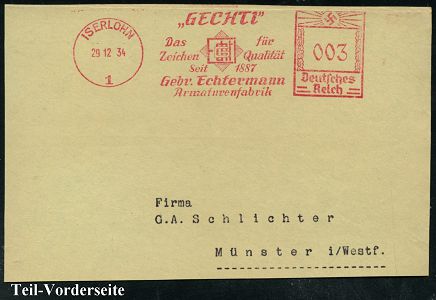 ISERLOHN
29 12 34
1
„GECHTI"
Das für
Zeichen Qualität
Seit 1887
Gebr. Echtermann
Armaturenfabrik
003
Deutsches
Reich
Firma
G.A. Schlichter
Münster i/Westf.
Teil-Vorderseite